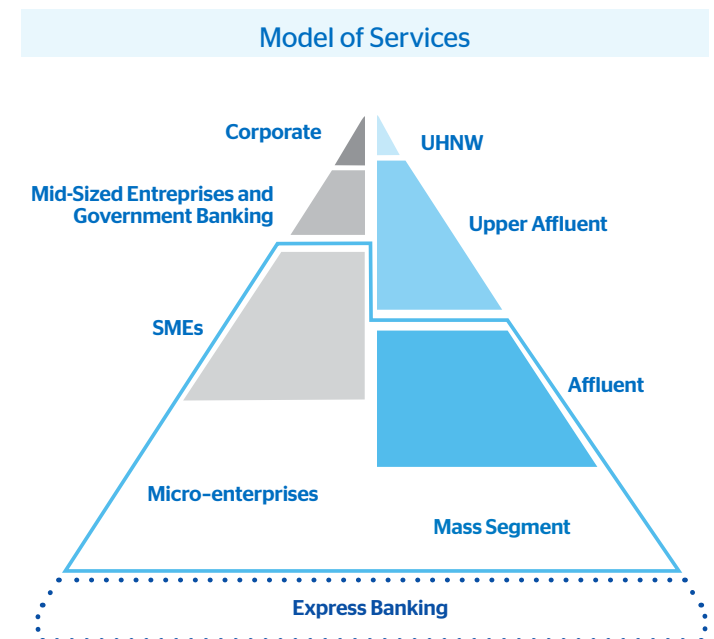 Model of Services
Corporate
UHNW
Mid-Sized Entreprises and
Government Banking
Upper Affluent
SMEs
Affluent
Micro-enterprises
Mass Segment
Express Banking